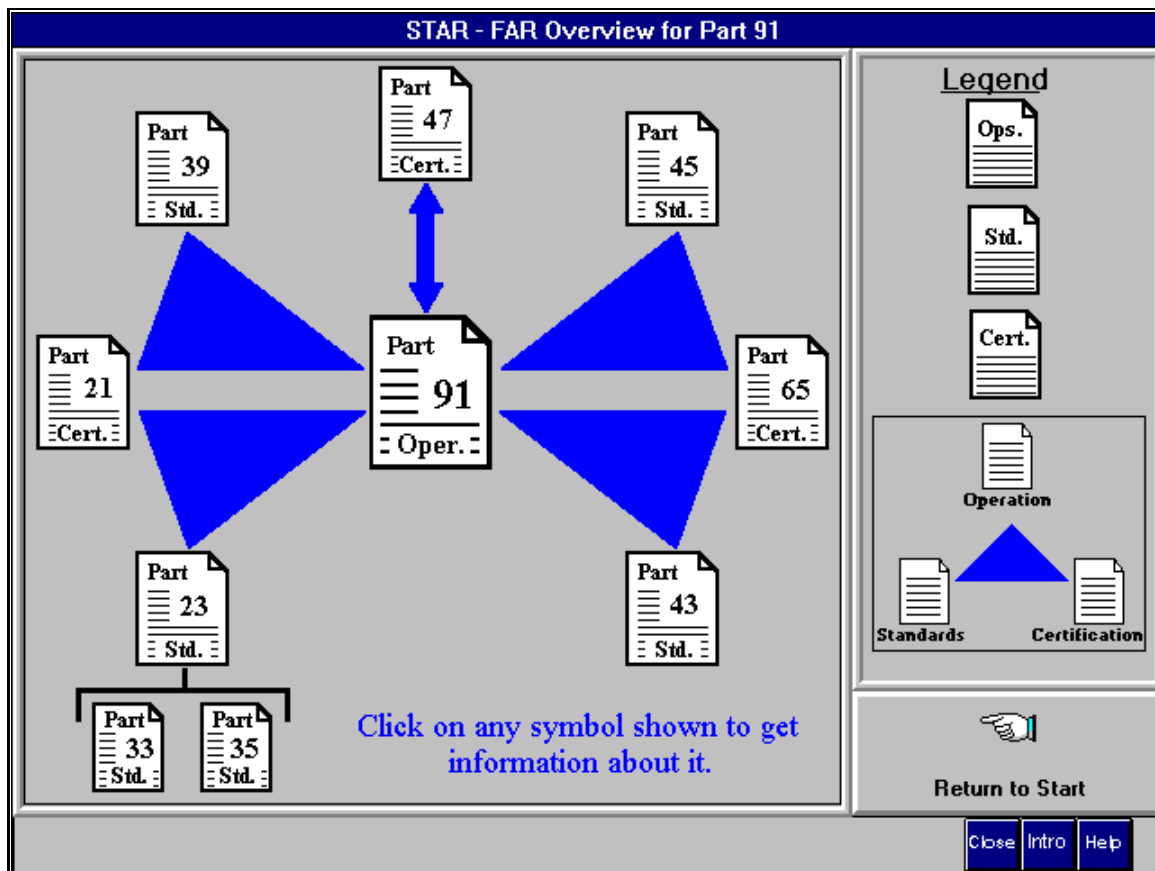 STAR - FAR Overview for Part 91
Part
47
Cert.
Part
39
Std.
Part
45
Std.
Part
21
Cert.
Part
91
Oper.
Part
65
Cert.
Part
23
Std.
Part
43
Std.
Part
33
Std.
Part
35
Std.
Click on any symbol shown to get
information about it.
Legend
Ops.
Std.
Cert.
Operation
Standards
Certification
Return to Start
Close
Intro
Help